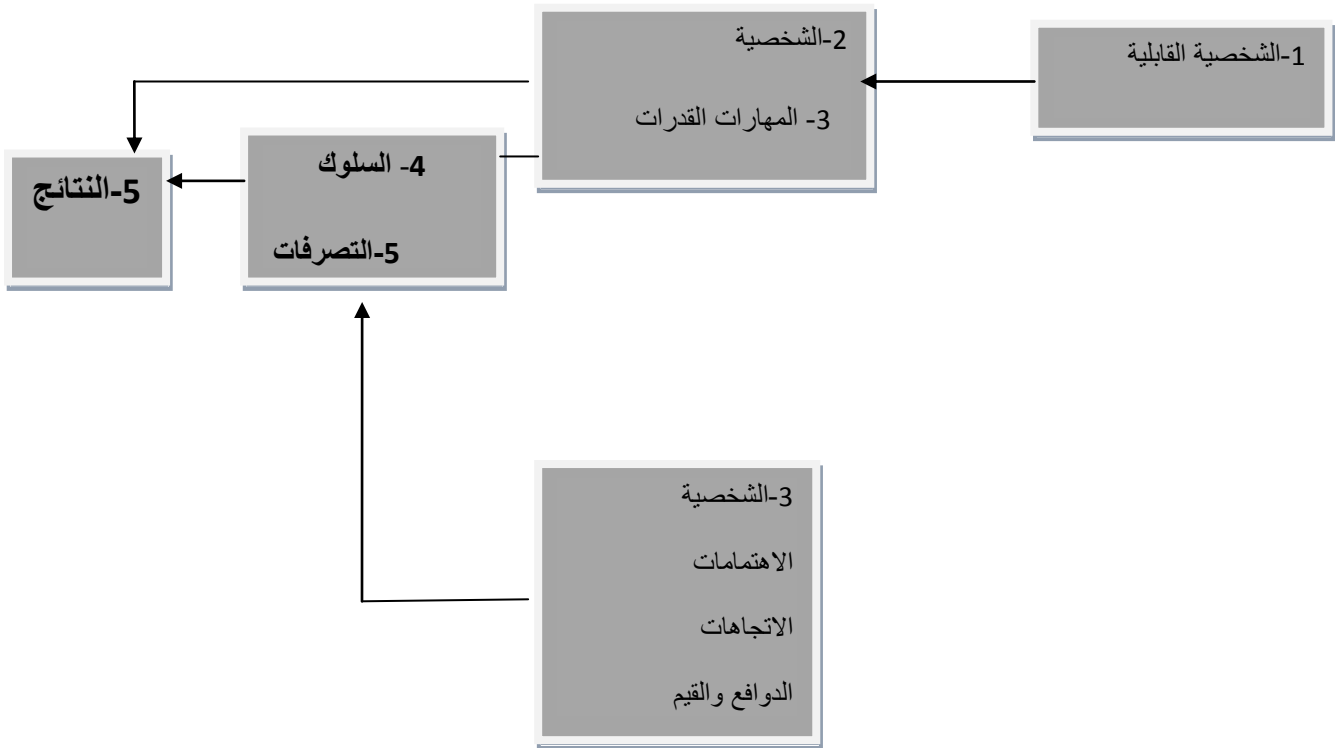 1-الشخصية القابلية
2-الشخصية
3- المهارات القدرات
4- السلوك
5-التصرفات
5-النتائج
3-الشخصية
الاهتمامات
الاتجاهات
الدوافع والقيم